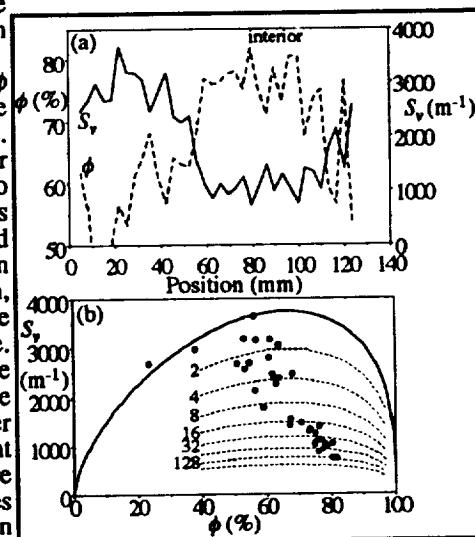 (a)
interior
4000
80
3000
ϕ (%)
70
Sᵥ
Sᵥ (m⁻¹)
2000
ϕ
60
1000
50
0
0 20 40 60 80 100 120 140
Position (mm)
4000
(b)
Sᵥ
3000
2
(m⁻¹)
4
2000
8
16
1000
32
128
0
0 20 40 60 80 100
ϕ (%)